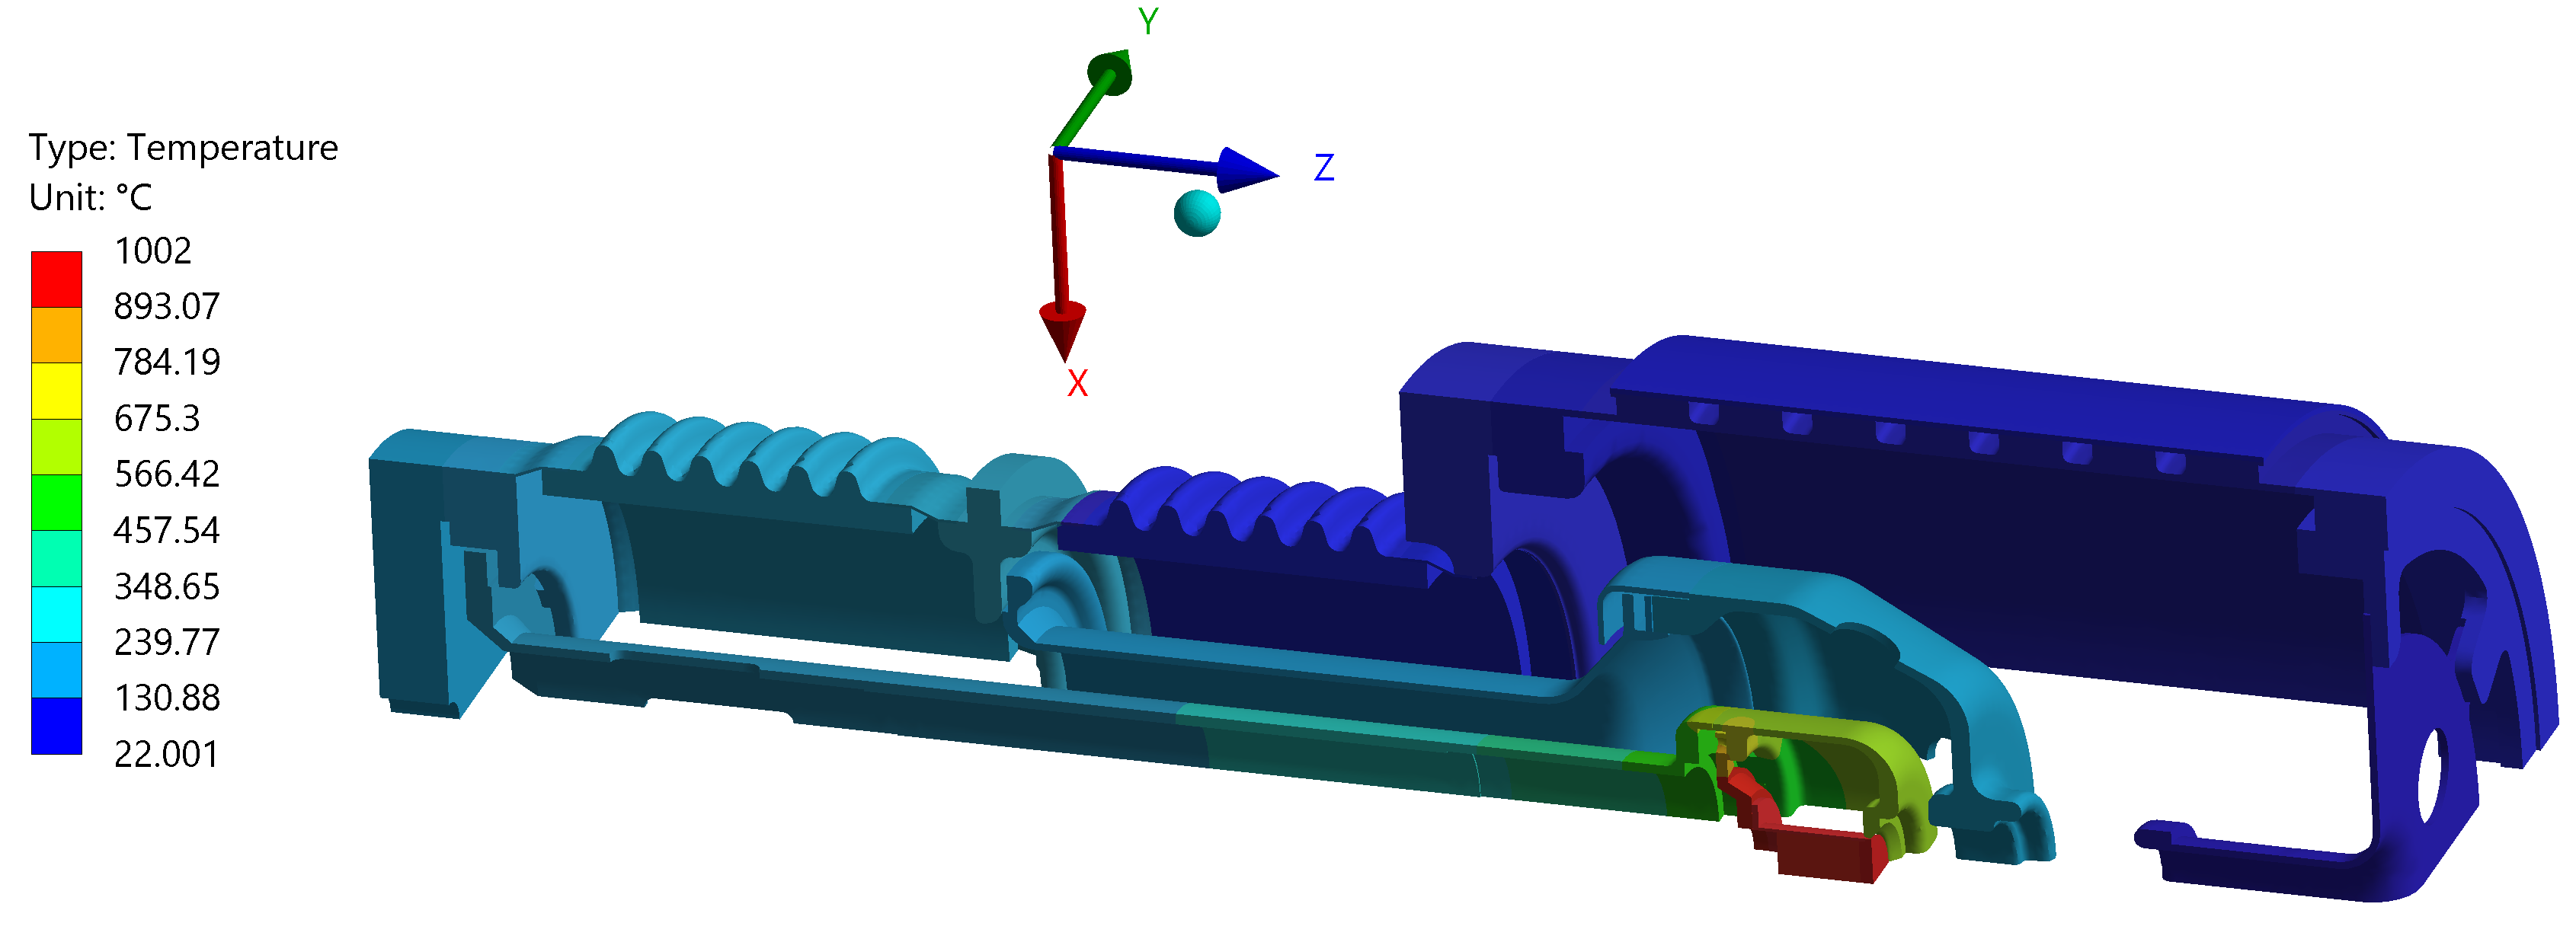 Y
Z
X
Type: Temperature
Unit: °C
1002
893.07
784.19
675.3
566.42
457.54
348.65
239.77
130.88
22.001